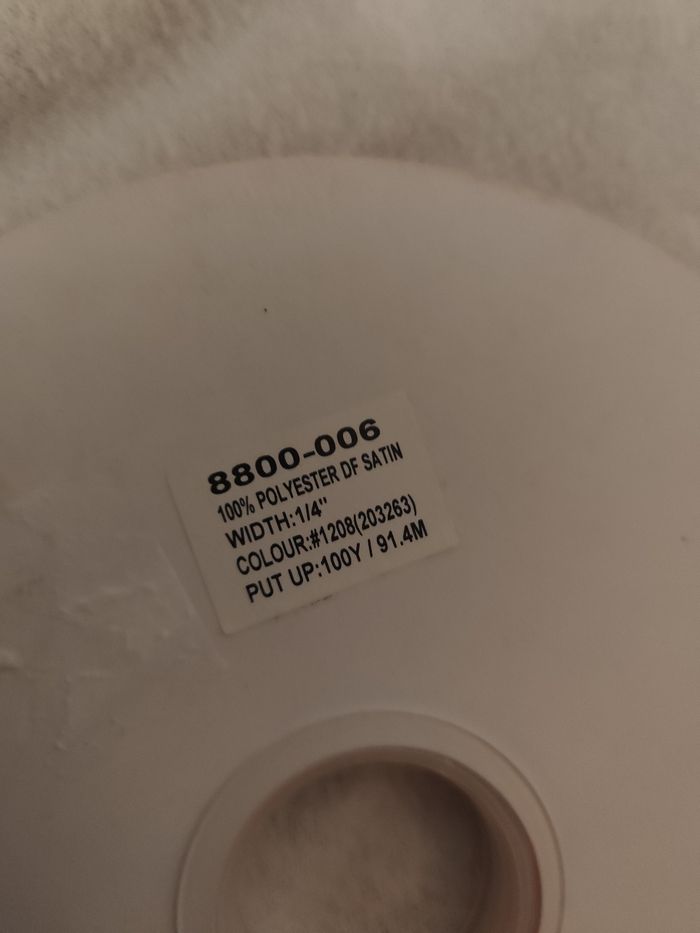 8800-006
100% POLYESTER DF SATIN
WIDTH:1/4"
COLOUR:#1208(203263)
PUT UP:100Y / 91.4M